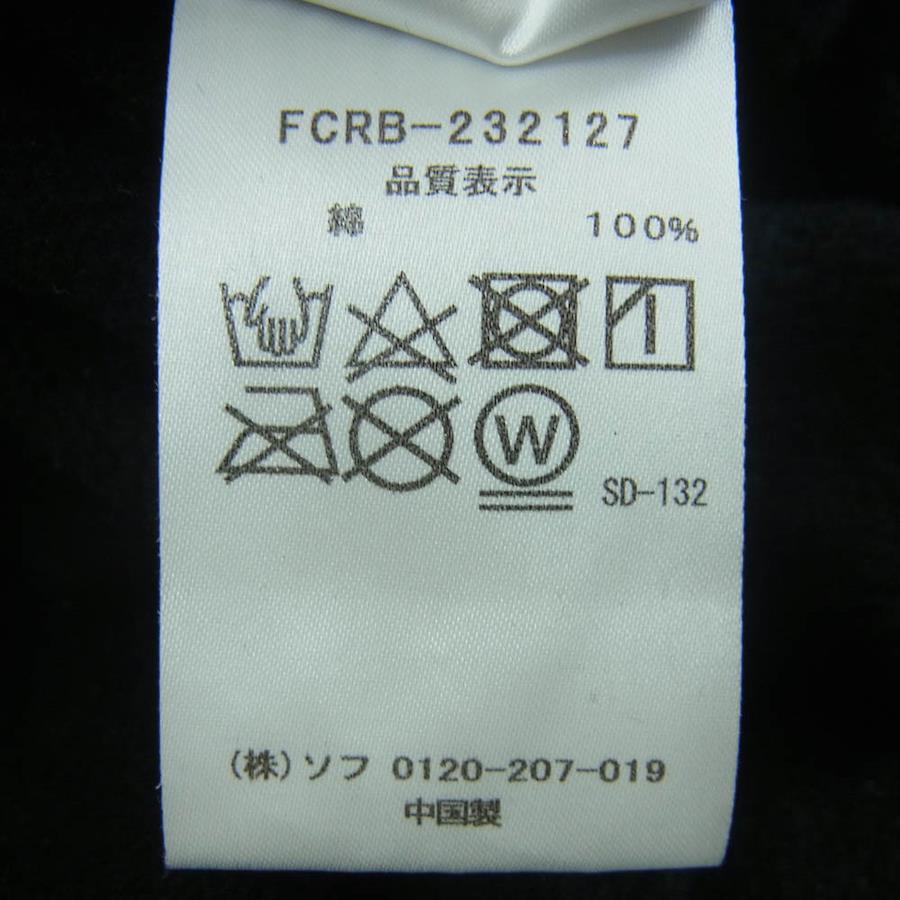 FCRB-232127
品質表示
綿 100%
W
SD-132
(株)ソフ 0120-207-019
中国製